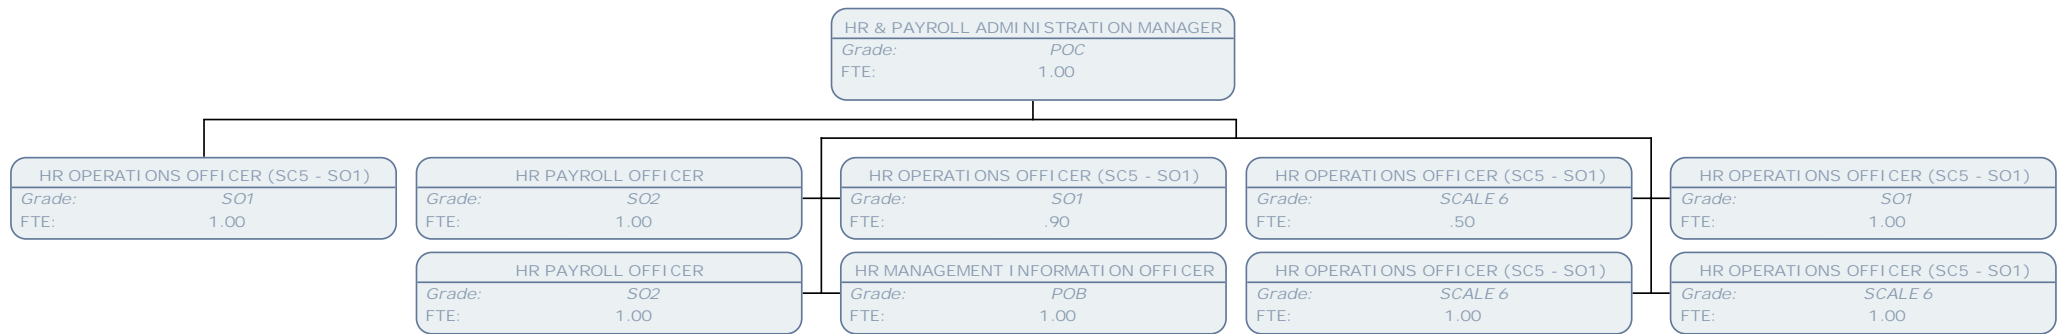 HR & PAYROLL ADMINISTRATION MANAGER
Grade: POC
FTE: 1.00
HR OPERATIONS OFFICER (SC5 - SO1)
Grade: SO1
FTE: 1.00
HR PAYROLL OFFICER
Grade: SO2
FTE: 1.00
HR OPERATIONS OFFICER (SC5 - SO1)
Grade: SO1
FTE: .90
HR OPERATIONS OFFICER (SC5 - SO1)
Grade: SCALE 6
FTE: .50
HR OPERATIONS OFFICER (SC5 - SO1)
Grade: SO1
FTE: 1.00
HR PAYROLL OFFICER
Grade: SO2
FTE: 1.00
HR MANAGEMENT INFORMATION OFFICER
Grade: POB
FTE: 1.00
HR OPERATIONS OFFICER (SC5 - SO1)
Grade: SCALE 6
FTE: 1.00
HR OPERATIONS OFFICER (SC5 - SO1)
Grade: SCALE 6
FTE: 1.00